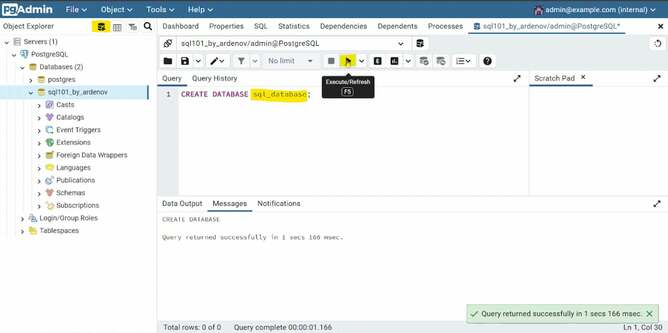 pgAdmin File Object Tools Help admin@example.com (internal)
Object Explorer
Dashboard Properties SQL Statistics Dependencies Dependents Processes sql101_by_ardenov/admin@PostgreSQL*
Servers (1)
PostgreSQL
Databases (2)
postgres
sql101_by_ardenov
Casts
Catalogs
Event Triggers
Extensions
Foreign Data Wrappers
Languages
Publications
Schemas
Subscriptions
Login/Group Roles
Tablespaces
sql101_by_ardenov/admin@PostgreSQL
No limit
E
Execute/Refresh
F5
Query Query History
Scratch Pad
1 CREATE DATABASE sql_database;
Data Output Messages Notifications
CREATE DATABASE
Query returned successfully in 1 secs 166 msec.
Query returned successfully in 1 secs 166 msec.
Total rows: 0 of 0 Query complete 00:00:01.166 Ln 1, Col 30